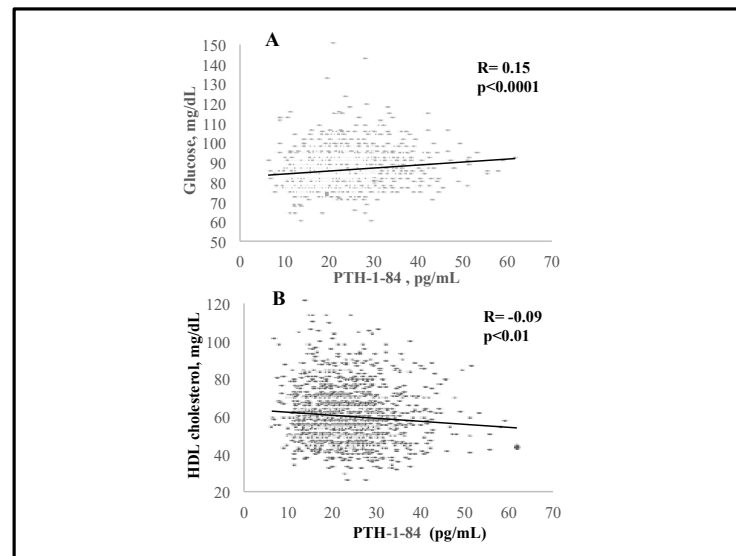 A
R= 0.15
p<0.0001
Glucose, mg/dL
150
140
130
120
110
100
90
80
70
60
50
0 10 20 30 40 50 60 70
PTH-1-84 , pg/mL
B
R= -0.09
p<0.01
HDL cholesterol, mg/dL
120
100
80
60
40
20
0 10 20 30 40 50 60 70
PTH-1-84 (pg/mL)